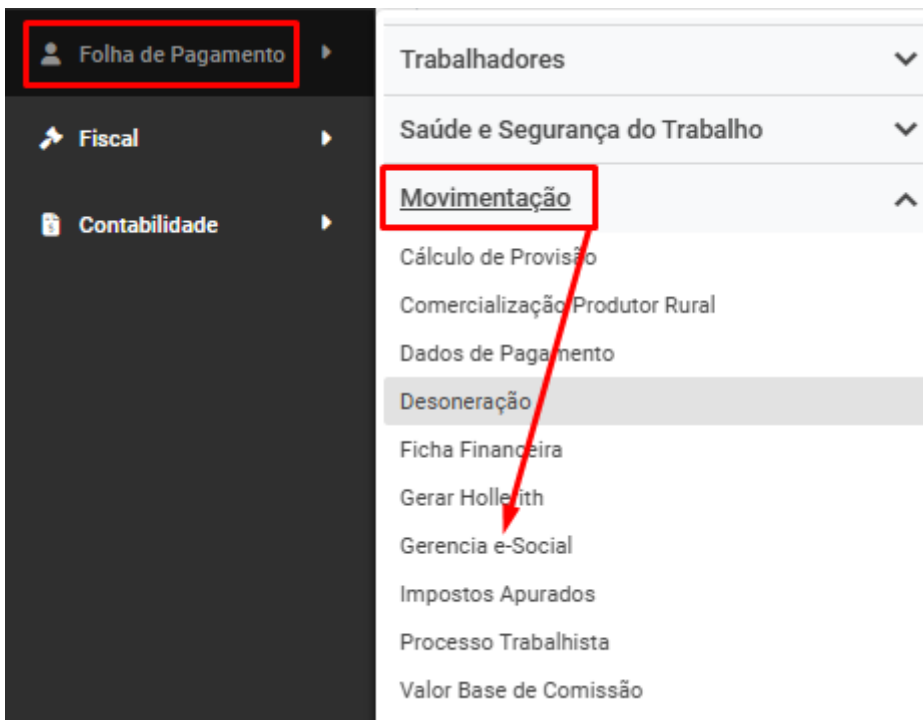 Folha de Pagamento
Fiscal
Contabilidade
Trabalhadores
Saúde e Segurança do Trabalho
Movimentação
Cálculo de Provisão
Comercialização Produtor Rural
Dados de Pagamento
Desoneração
Ficha Financeira
Gerar Hollerith
Gerencia e-Social
Impostos Apurados
Processo Trabalhista
Valor Base de Comissão